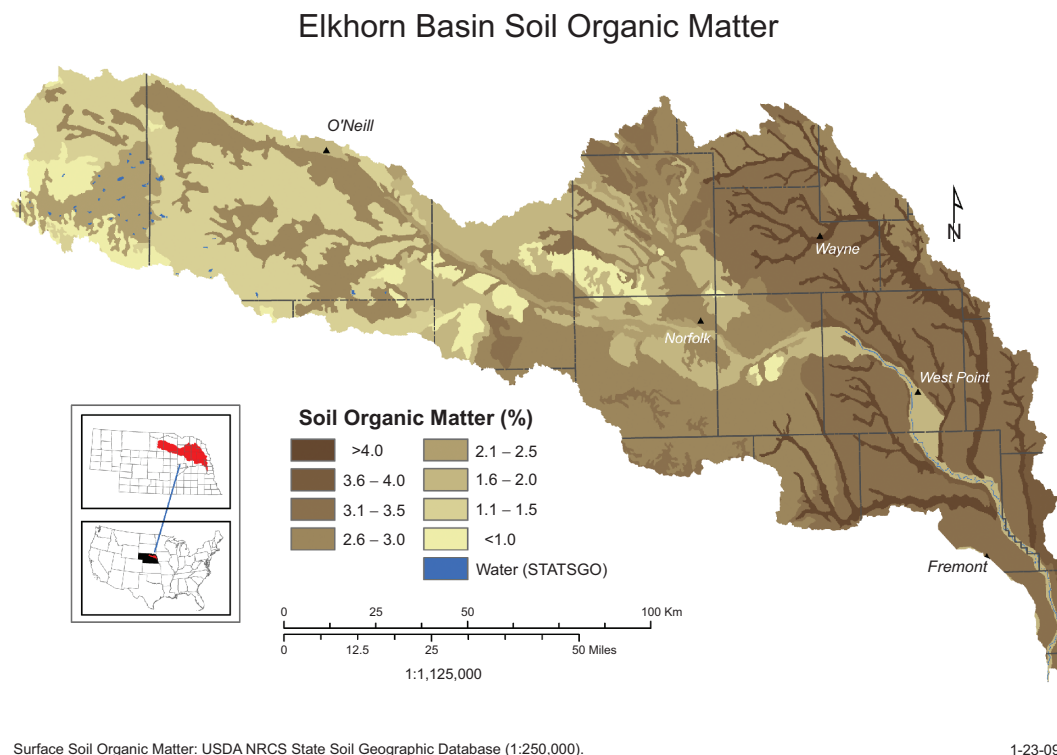 Elkhorn Basin Soil Organic Matter
O'Neill
N
Wayne
Norfolk
West Point
Fremont
Soil Organic Matter (%)
>4.0
3.6 – 4.0
3.1 – 3.5
2.6 – 3.0
2.1 – 2.5
1.6 – 2.0
1.1 – 1.5
<1.0
Water (STATSGO)
0 25 50 100 Km
0 12.5 25 50 Miles
1:1,125,000
Surface Soil Organic Matter: USDA NRCS State Soil Geographic Database (1:250,000).
1-23-09